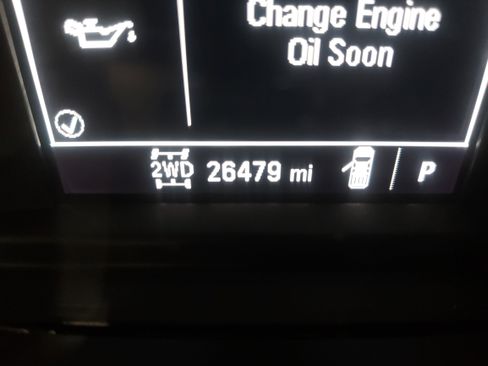 Change Engine
Oil Soon
2WD 26479 mi P